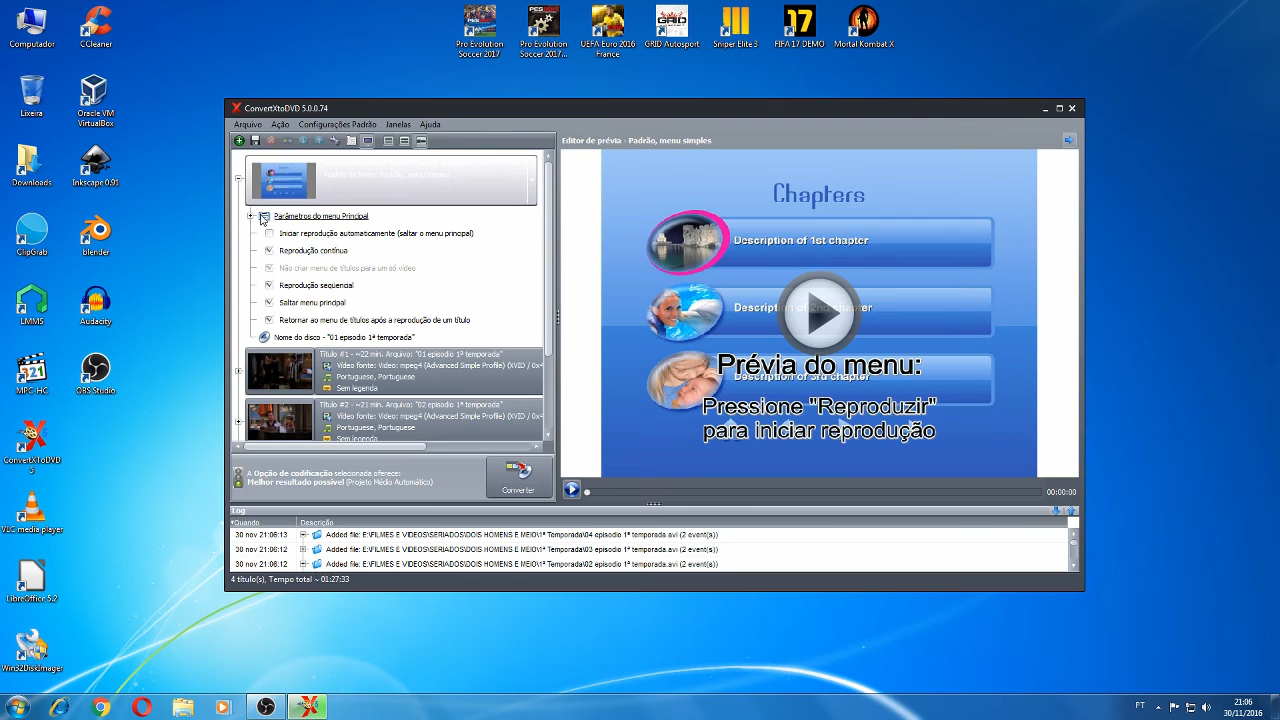 Computador
CCleaner
Pro Evolution Soccer 2017
Pro Evolution Soccer 2017...
UEFA Euro 2016 France
GRID Autosport
Sniper Elite 3
FIFA 17 DEMO
Mortal Kombat X
Lixeira
Oracle VM VirtualBox
Downloads
Inkscape 0.91
ClipGrab
blender
LMMS
Audacity
MPC-HC
OBS Studio
ConvertXToDVD 5
VLC media player
LibreOffice 5.2
Win32DiskImager
ConvertXtoDVD 5.0.0.74
Arquivo Ação Configurações Padrão Janelas Ajuda
Editor de prévia - Padrão, menu simples
Parâmetros do menu Principal
Iniciar reprodução automaticamente (saltar o menu principal)
Reprodução contínua
Não criar menu de títulos para um só vídeo
Reprodução seqüencial
Saltar menu principal
Retornar ao menu de títulos após a reprodução de um título
Nome do disco - "01 episodio 1ª temporada"
Título #1 - ~22 min. Arquivo: "01 episodio 1ª temporada"
Vídeo fonte: Video: mpeg4 (Advanced Simple Profile) (XVID / 0x4
Portuguese, Portuguese
Sem legenda
Título #2 - ~21 min. Arquivo: "02 episodio 1ª temporada"
Vídeo fonte: Video: mpeg4 (Advanced Simple Profile) (XVID / 0x4
Portuguese, Portuguese
Sem legenda
A Opção de codificação selecionada oferece:
Melhor resultado possível (Projeto Médio Automático)
Converter
Chapters
Description of 1st chapter
Description of 2nd chapter
Description of 3rd chapter
Prévia do menu:
Pressione "Reproduzir"
para iniciar reprodução
00:00:00
Log
Quando Descrição
30 nov 21:06:13 Added file: E:\FILMES E VIDEOS\SERIADOS\DOIS HOMENS E MEIO\1ª Temporada\04 episodio 1ª temporada.avi (2 event(s))
30 nov 21:06:12 Added file: E:\FILMES E VIDEOS\SERIADOS\DOIS HOMENS E MEIO\1ª Temporada\03 episodio 1ª temporada.avi (2 event(s))
30 nov 21:06:12 Added file: E:\FILMES E VIDEOS\SERIADOS\DOIS HOMENS E MEIO\1ª Temporada\02 episodio 1ª temporada.avi (2 event(s))
4 título(s), Tempo total ~ 01:27:33
PT
21:06
30/11/2016